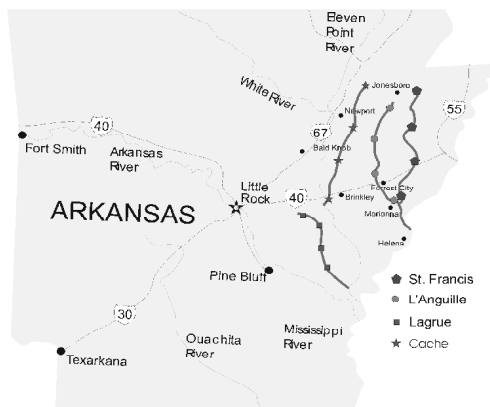 Eleven
Point
River
White River
Jonesboro
Newport
55
67
40
Bald Knob
Fort Smith
Arkansas
River
Little
Rock
40
Forrest City
Brinkley
Marianna
ARKANSAS
Helena
Pine Bluff
St. Francis
L'Anguille
Lagrue
Cache
30
Mississippi
River
Ouachita
River
Texarkana